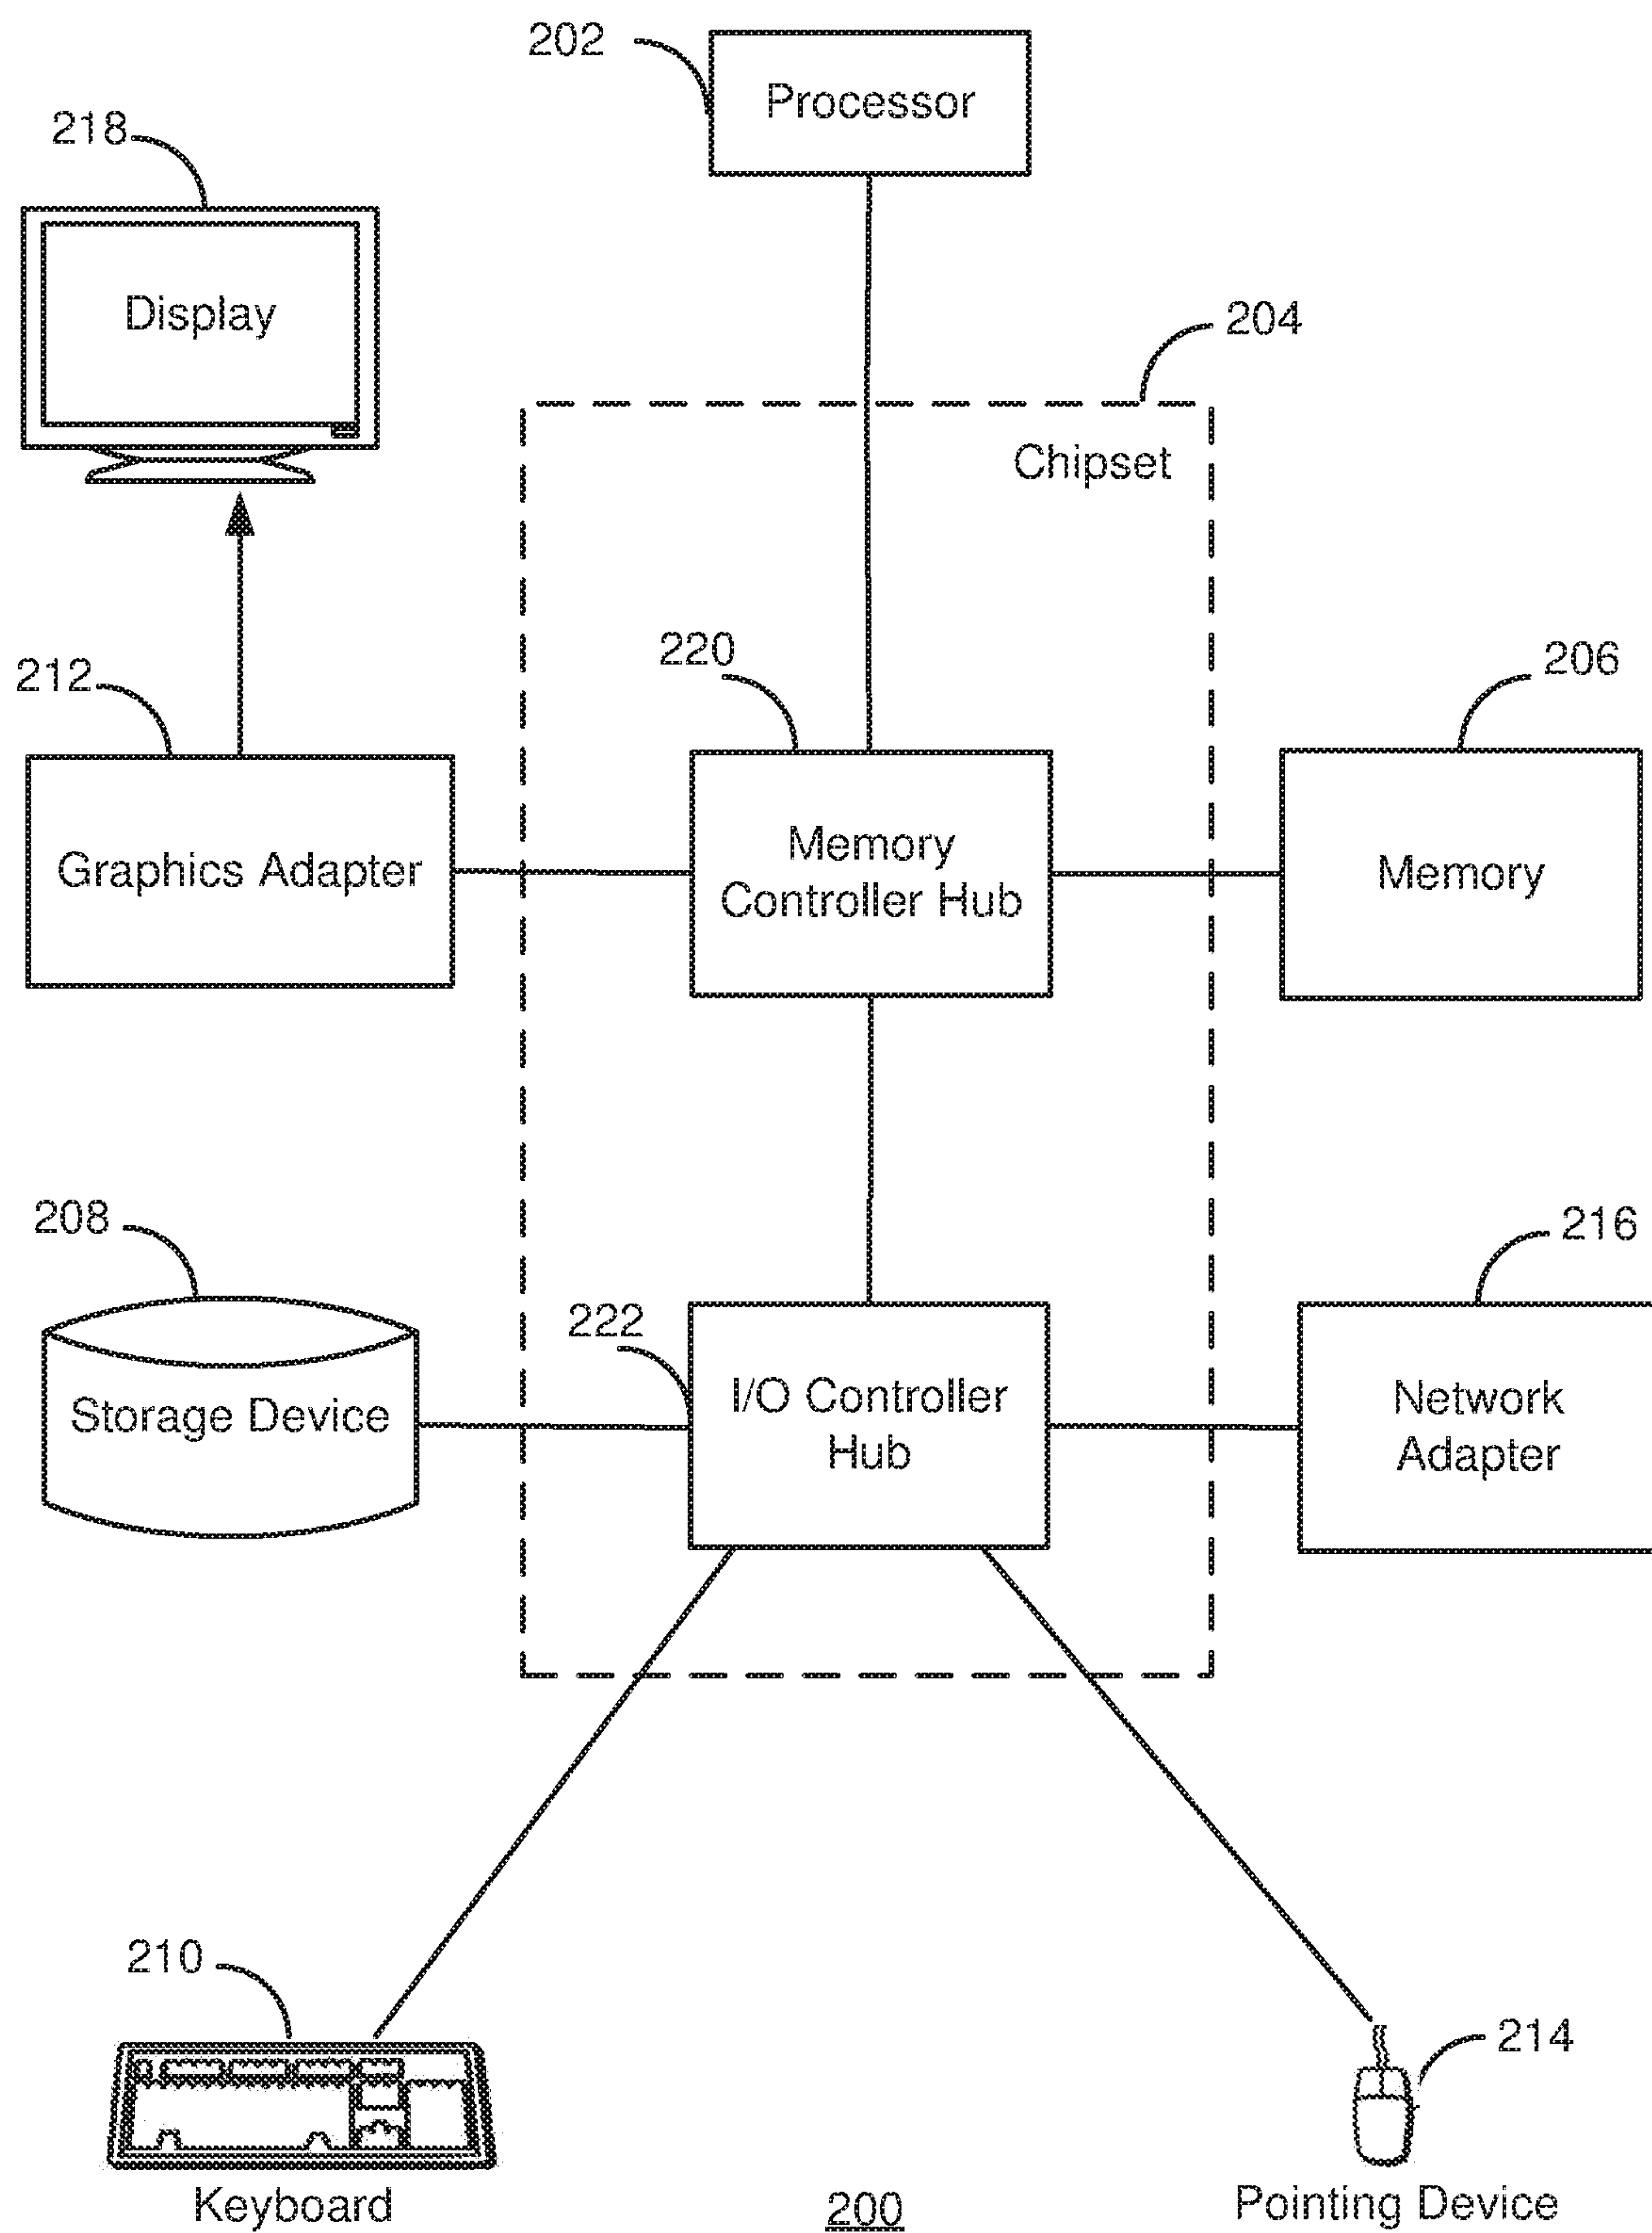 202
Processor
218
Display
204
Chipset
220
206
212
Graphics Adapter
Memory
Controller Hub
Memory
208
216
222
Storage Device
I/O Controller
Hub
Network
Adapter
210
214
Keyboard
200
Pointing Device